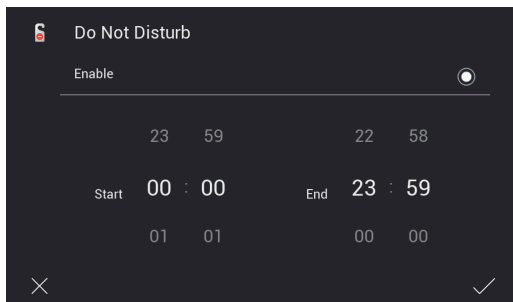 Do Not Disturb
Enable
23 59 22 58
Start 00 : 00 End 23 : 59
01 01 00 00